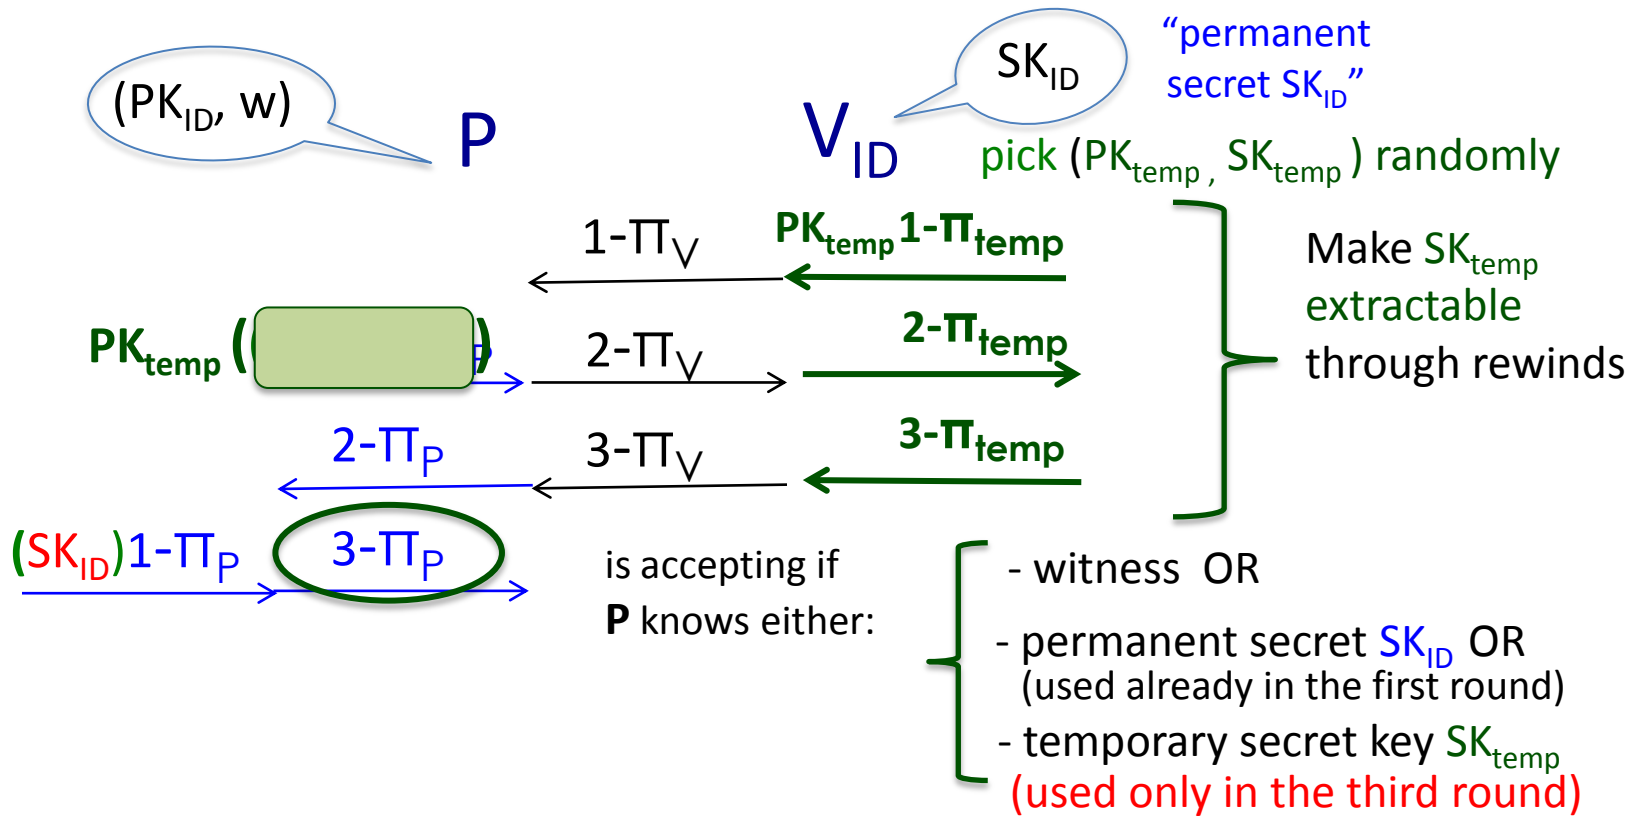 (PK_ID, w)
P
V_ID
SK_ID
“permanent
secret SK_ID”
pick (PK_temp , SK_temp ) randomly
1-π_V
PK_temp 1-π_temp
Make SK_temp
extractable
through rewinds
PK_temp (( P )
2-π_V
2-π_temp
2-π_P
3-π_V
3-π_temp
(SK_ID)1-π_P
3-π_P
is accepting if
P knows either:
- witness OR
- permanent secret SK_ID OR
(used already in the first round)
- temporary secret key SK_temp
(used only in the third round)